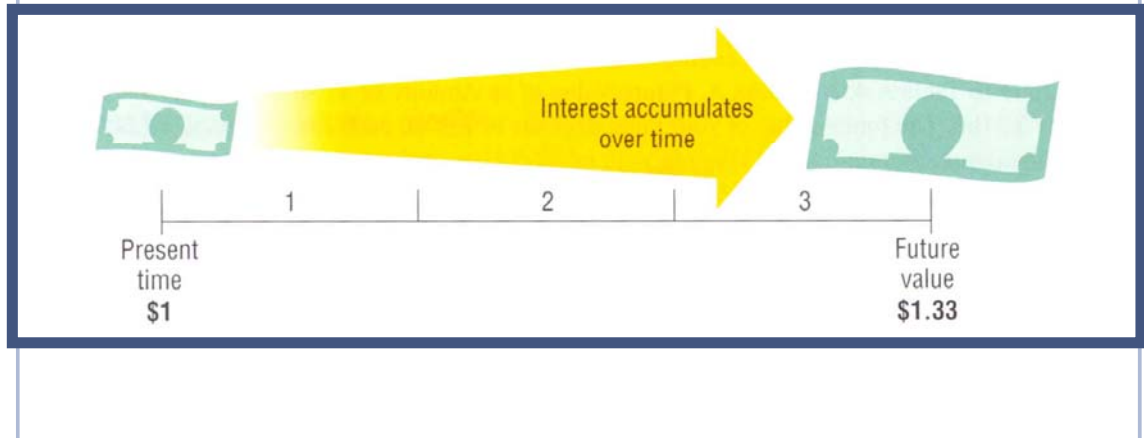 Interest accumulates
over time
1 2 3
Present
time
$1
Future
value
$1.33